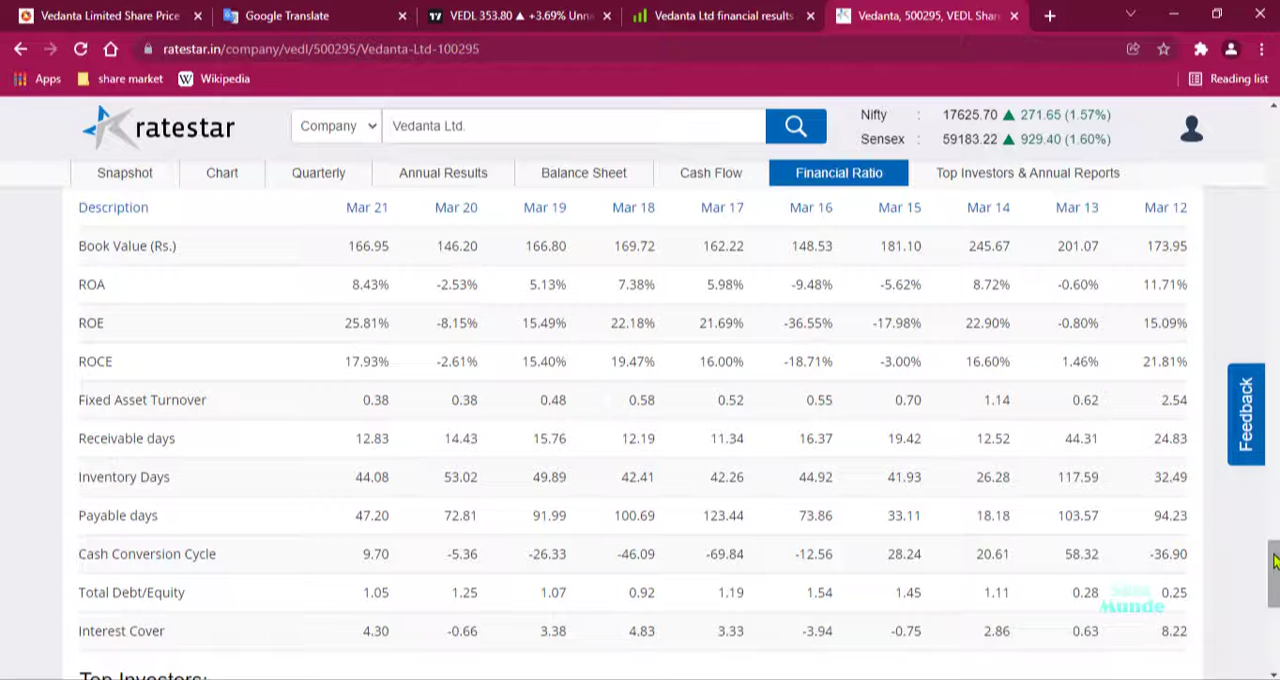 Vedanta Limited Share Price
Google Translate
VEDL 353.80 ▲ +3.69% Unna
Vedanta Ltd financial results
Vedanta, 500295, VEDL Shar
ratestar.in/company/vedl/500295/Vedanta-Ltd-100295
Apps share market W Wikipedia Reading list
ratestar
Company Vedanta Ltd.
Nifty : 17625.70 ▲ 271.65 (1.57%)
Sensex : 59183.22 ▲ 929.40 (1.60%)
Snapshot Chart Quarterly Annual Results Balance Sheet Cash Flow Financial Ratio Top Investors & Annual Reports
Description Mar 21 Mar 20 Mar 19 Mar 18 Mar 17 Mar 16 Mar 15 Mar 14 Mar 13 Mar 12
Book Value (Rs.) 166.95 146.20 166.80 169.72 162.22 148.53 181.10 245.67 201.07 173.95
ROA 8.43% -2.53% 5.13% 7.38% 5.98% -9.48% -5.62% 8.72% -0.60% 11.71%
ROE 25.81% -8.15% 15.49% 22.18% 21.69% -36.55% -17.98% 22.90% -0.80% 15.09%
ROCE 17.93% -2.61% 15.40% 19.47% 16.00% -18.71% -3.00% 16.60% 1.46% 21.81%
Fixed Asset Turnover 0.38 0.38 0.48 0.58 0.52 0.55 0.70 1.14 0.62 2.54
Receivable days 12.83 14.43 15.76 12.19 11.34 16.37 19.42 12.52 44.31 24.83
Inventory Days 44.08 53.02 49.89 42.41 42.26 44.92 41.93 26.28 117.59 32.49
Payable days 47.20 72.81 91.99 100.69 123.44 73.86 33.11 18.18 103.57 94.23
Cash Conversion Cycle 9.70 -5.36 -26.33 -46.09 -69.84 -12.56 28.24 20.61 58.32 -36.90
Total Debt/Equity 1.05 1.25 1.07 0.92 1.19 1.54 1.45 1.11 0.28 0.25
Munde
Interest Cover 4.30 -0.66 3.38 4.83 3.33 -3.94 -0.75 2.86 0.63 8.22
Top Investors:
Feedback